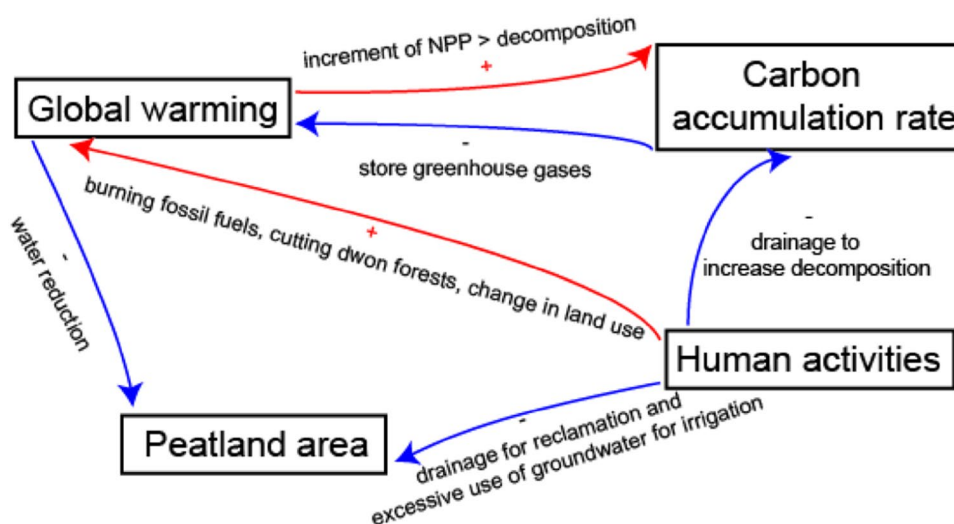 increment of NPP > decomposition
+
Global warming
Carbon
accumulation rate
-
store greenhouse gases
burning fossil fuels, cutting dwon forests, change in land use
+
-
water reduction
-
drainage to
increase decomposition
Human activities
Peatland area
-
drainage for reclamation and
excessive use of groundwater for irrigation